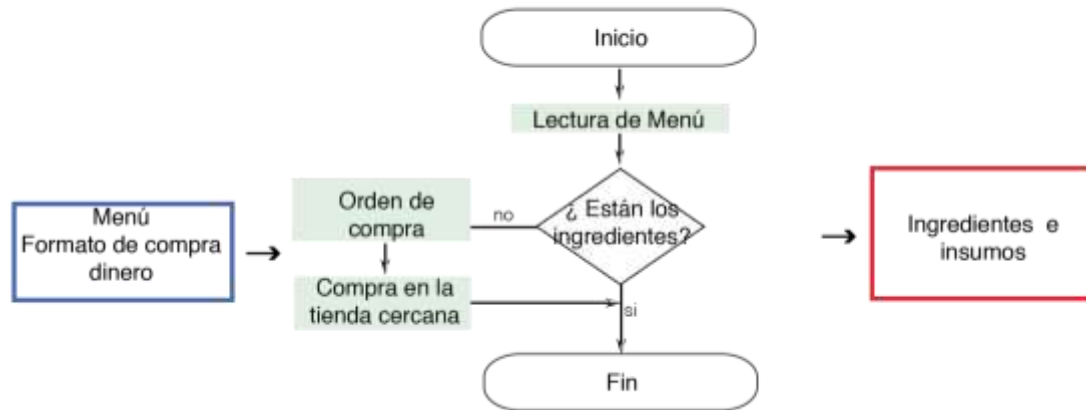 Inicio
Lectura de Menú
¿ Están los
ingredientes?
no
Orden de
compra
Compra en la
tienda cercana
si
Fin
Menú
Formato de compra
dinero
Ingredientes e
insumos